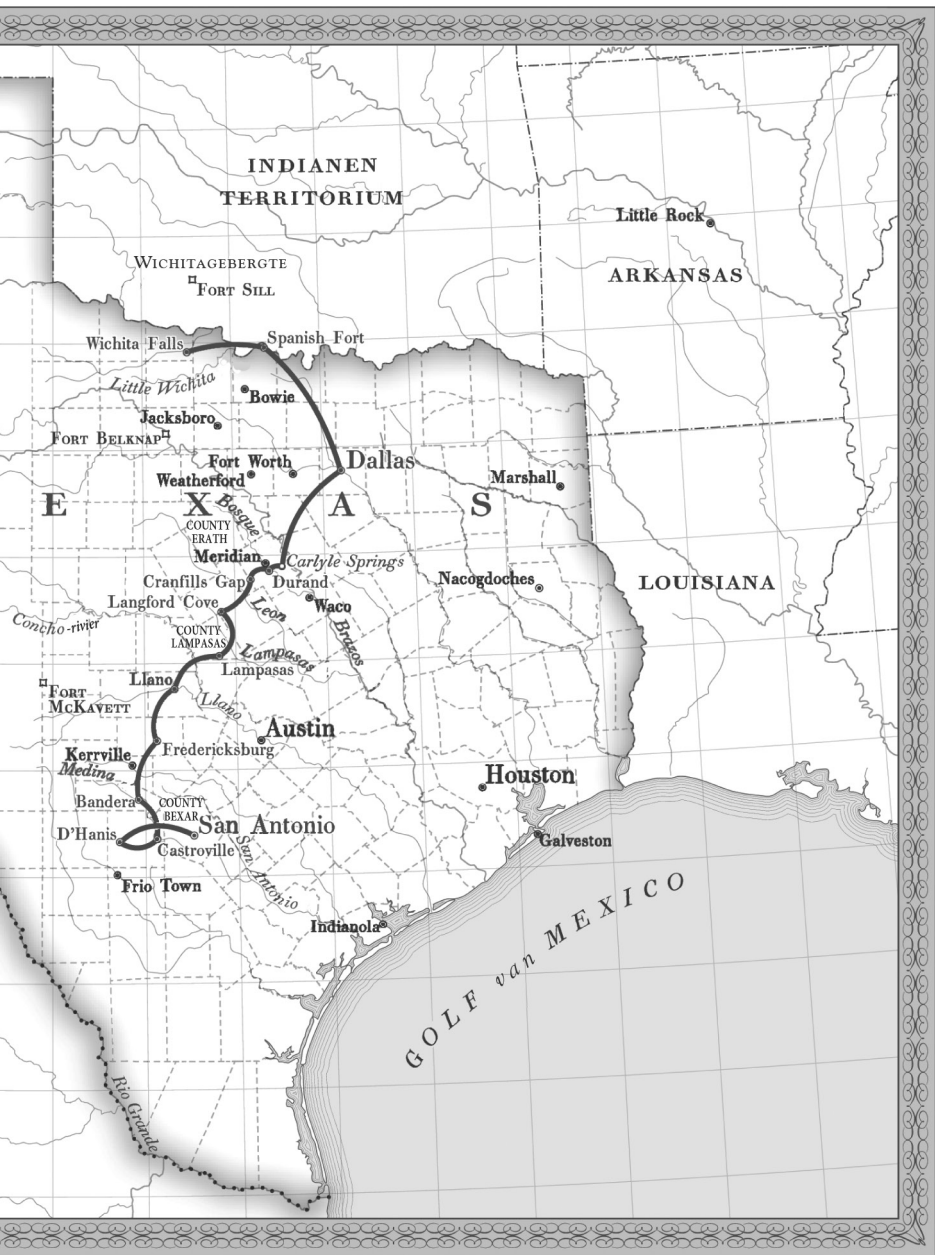 INDIANEN
TERRITORIUM
Little Rock
ARKANSAS
WICHITAGEBERGTE
FORT SILL
Wichita Falls
Spanish Fort
Little Wichita
Bowie
Jacksboro
FORT BELKNAP
Fort Worth
Weatherford
Dallas
Marshall
E X A S
Bosque
COUNTY
ERATH
Meridian
Carlyle Springs
Cranfills Gap
Durand
Nacogdoches
LOUISIANA
Langford Cove
Leon
Waco
Brazos
Concho-rivier
COUNTY
LAMPASAS
Lampasas
Lampasas
Llano
FORT
MCKAVETT
Llano
Austin
Fredericksburg
Kerrville
Medina
Houston
Bandera
COUNTY
BEXAR
San Antonio
D'Hanis
Castroville
Galveston
San Antonio
Frio Town
Indianola
GOLF van MEXICO
Rio Grande